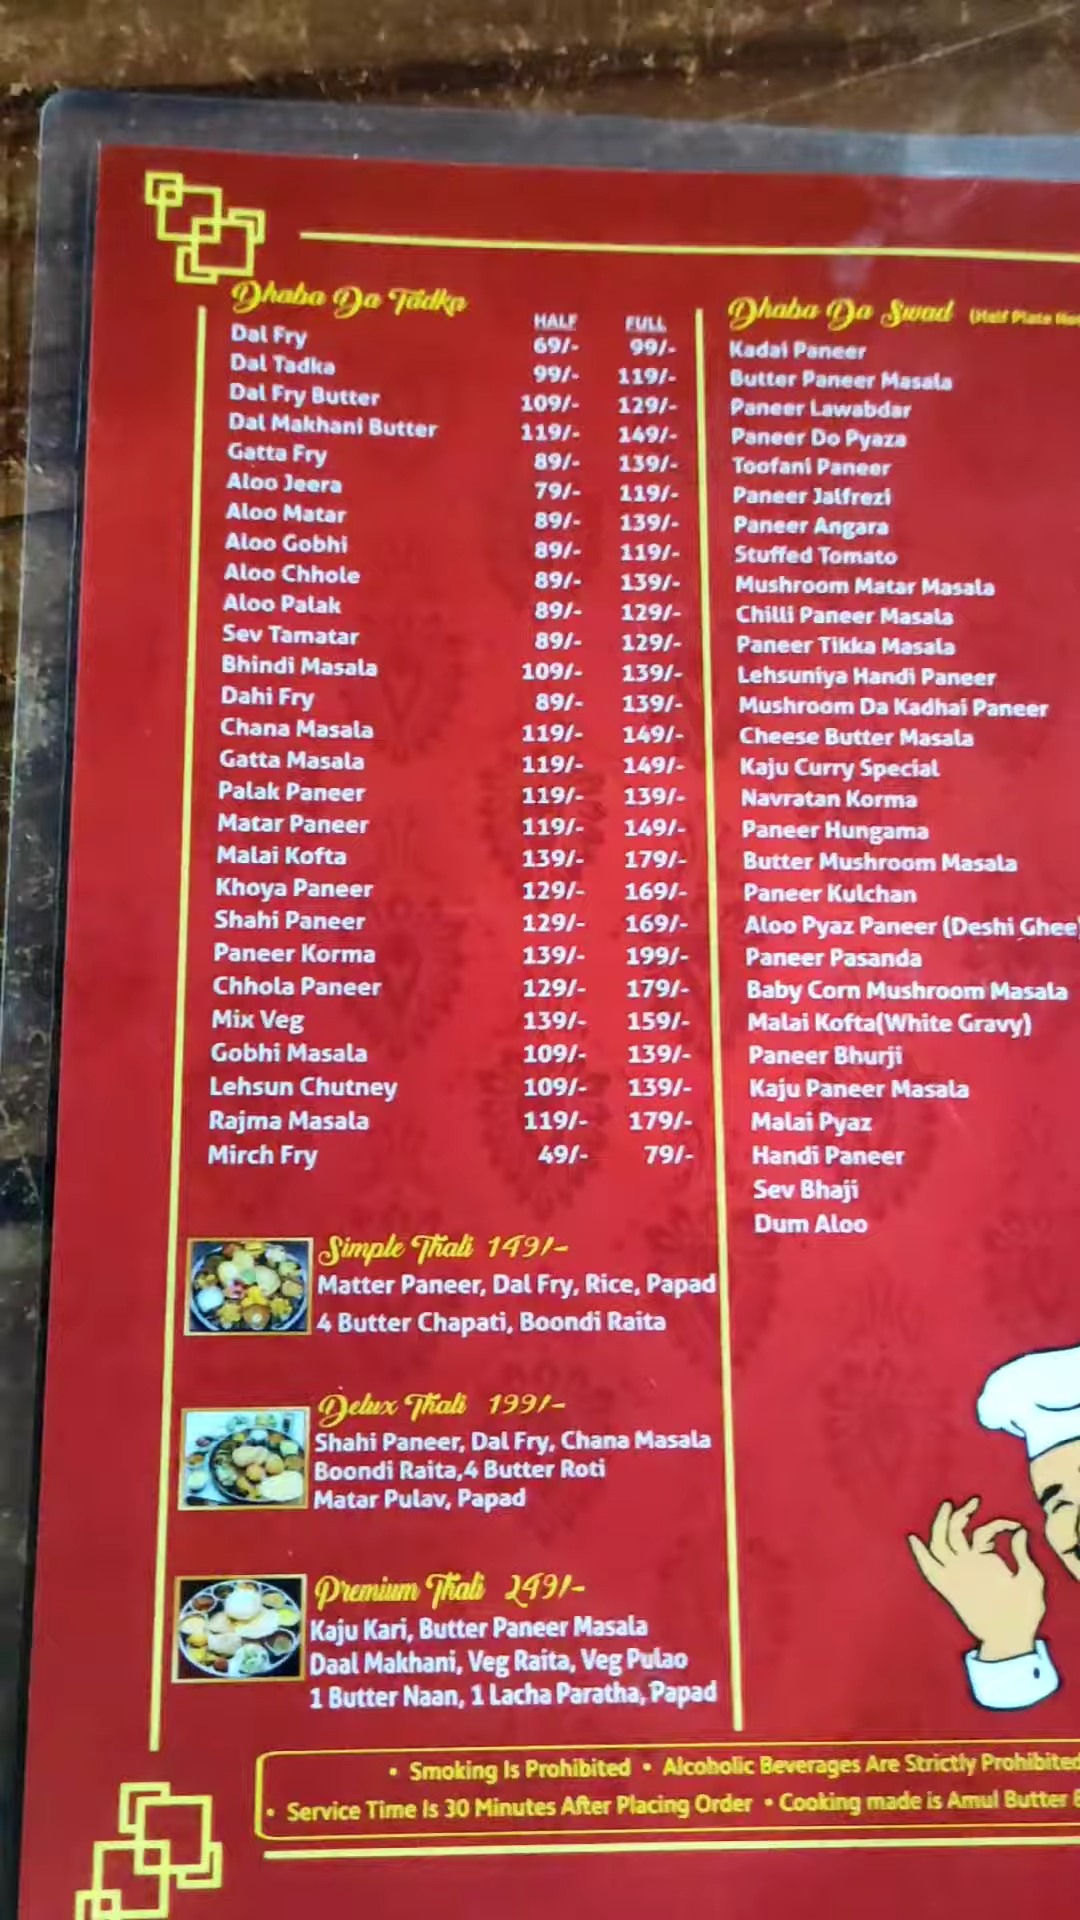 Dhaba Da Tadka
HALF FULL
Dal Fry 69/- 99/-
Dal Tadka 99/- 119/-
Dal Fry Butter 109/- 129/-
Dal Makhani Butter 119/- 149/-
Gatta Fry 89/- 139/-
Aloo Jeera 79/- 119/-
Aloo Matar 89/- 139/-
Aloo Gobhi 89/- 119/-
Aloo Chhole 89/- 139/-
Aloo Palak 89/- 129/-
Sev Tamatar 89/- 129/-
Bhindi Masala 109/- 139/-
Dahi Fry 89/- 139/-
Chana Masala 119/- 149/-
Gatta Masala 119/- 149/-
Palak Paneer 119/- 139/-
Matar Paneer 119/- 149/-
Malai Kofta 139/- 179/-
Khoya Paneer 129/- 169/-
Shahi Paneer 129/- 169/-
Paneer Korma 139/- 199/-
Chhola Paneer 129/- 179/-
Mix Veg 139/- 159/-
Gobhi Masala 109/- 139/-
Lehsun Chutney 109/- 139/-
Rajma Masala 119/- 179/-
Mirch Fry 49/- 79/-
Simple Thali 149/-
Matter Paneer, Dal Fry, Rice, Papad
4 Butter Chapati, Boondi Raita
Delux Thali 199/-
Shahi Paneer, Dal Fry, Chana Masala
Boondi Raita,4 Butter Roti
Matar Pulav, Papad
Premium Thali 249/-
Kaju Kari, Butter Paneer Masala
Daal Makhani, Veg Raita, Veg Pulao
1 Butter Naan, 1 Lacha Paratha, Papad
Dhaba Da Swad (Half Plate
Kadai Paneer
Butter Paneer Masala
Paneer Lawabdar
Paneer Do Pyaza
Toofani Paneer
Paneer Jalfrezi
Paneer Angara
Stuffed Tomato
Mushroom Matar Masala
Chilli Paneer Masala
Paneer Tikka Masala
Lehsuniya Handi Paneer
Mushroom Da Kadhai Paneer
Cheese Butter Masala
Kaju Curry Special
Navratan Korma
Paneer Hungama
Butter Mushroom Masala
Paneer Kulchan
Aloo Pyaz Paneer (Deshi Ghee)
Paneer Pasanda
Baby Corn Mushroom Masala
Malai Kofta(White Gravy)
Paneer Bhurji
Kaju Paneer Masala
Malai Pyaz
Handi Paneer
Sev Bhaji
Dum Aloo
• Smoking Is Prohibited • Alcoholic Beverages Are Strictly Prohibited
• Service Time Is 30 Minutes After Placing Order • Cooking made is Amul Butter